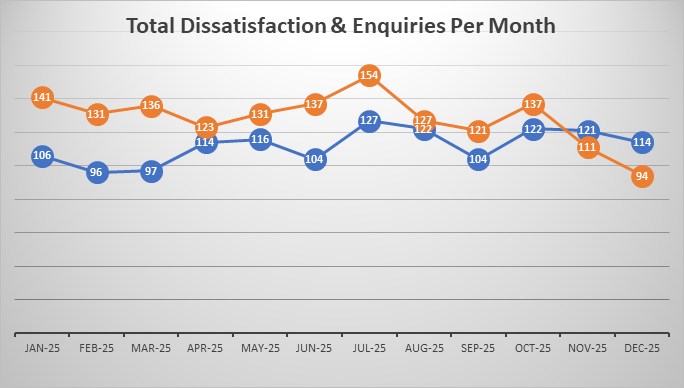 Total Dissatisfaction & Enquiries Per Month
141 131 136 123 131 137 154 127 121 137 111 94
106 96 97 114 116 104 127 122 104 122 121 114
JAN-25 FEB-25 MAR-25 APR-25 MAY-25 JUN-25 JUL-25 AUG-25 SEP-25 OCT-25 NOV-25 DEC-25